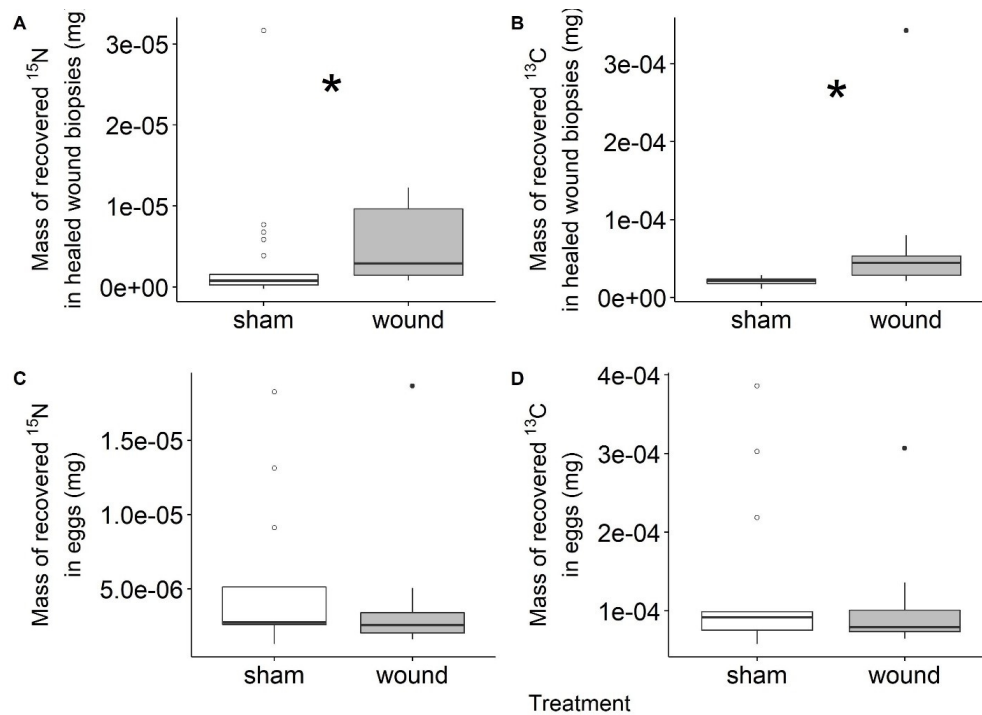 A
Mass of recovered 15N
in healed wound biopsies (mg
3e-05
2e-05
1e-05
0e+00
sham wound
*
B
Mass of recovered 13C
in healed wound biopsies (mg)
3e-04
2e-04
1e-04
0e+00
sham wound
*
C
Mass of recovered 15N
in eggs (mg)
1.5e-05
1.0e-05
5.0e-06
sham wound
D
Mass of recovered 13C
in eggs (mg)
4e-04
3e-04
2e-04
1e-04
sham wound
Treatment